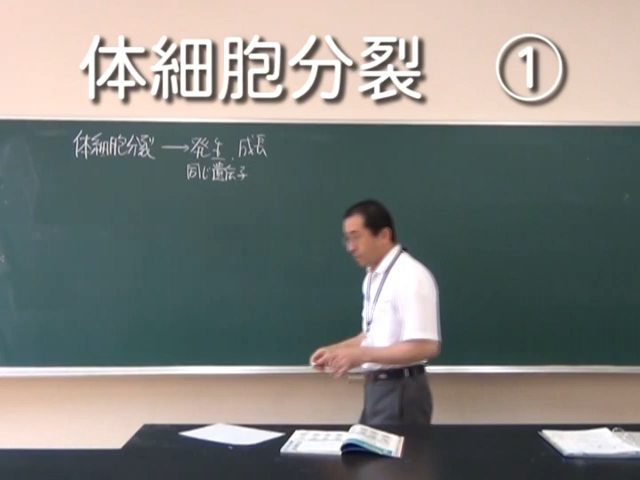 体細胞分裂 ①
体細胞分裂→発生、成長
同じ遺伝子